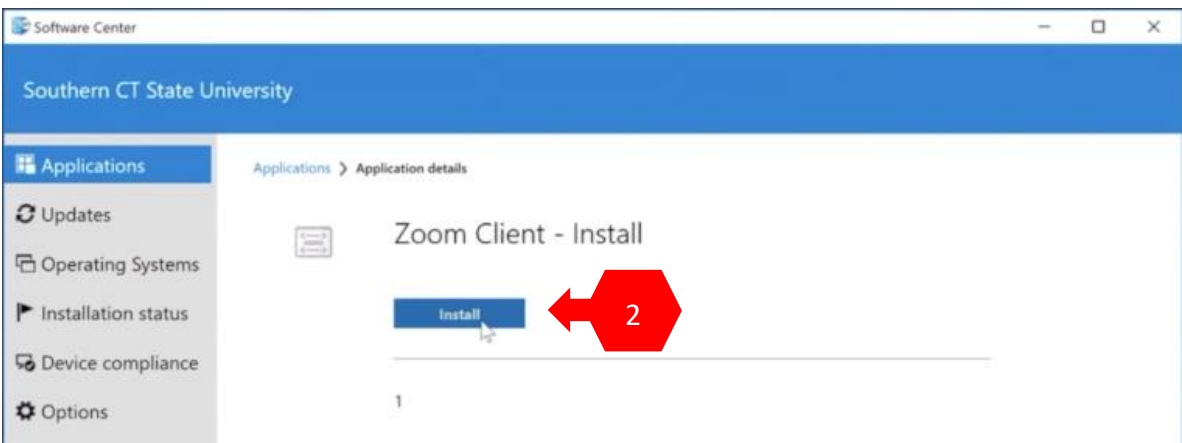 Software Center
Southern CT State University
Applications
Updates
Operating Systems
Installation status
Device compliance
Options
Applications > Application details
Zoom Client - Install
Install
2
1